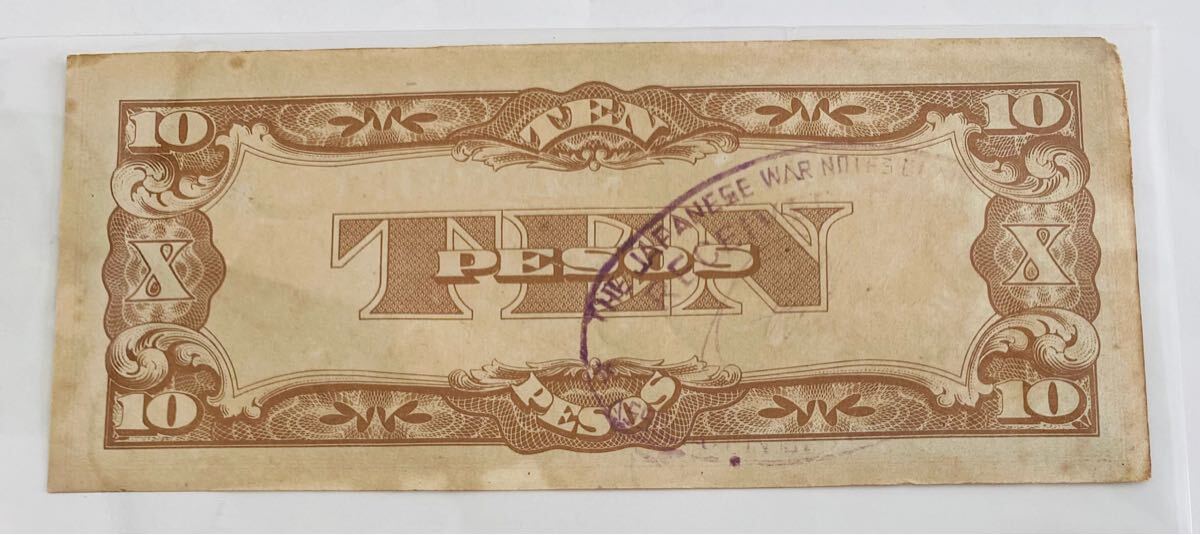 10 TEN 10
THE JAPANESE WAR NOTES
X TEN X
PESOS
10 PESOS 10